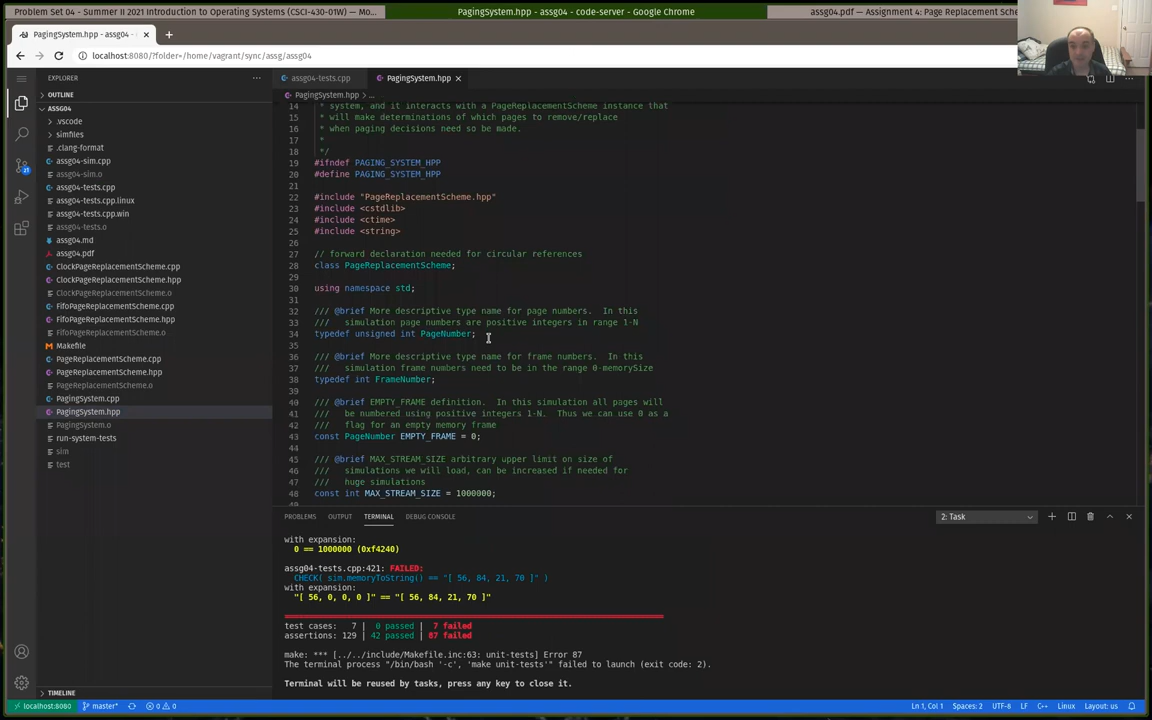 Problem Set 04 - Summer II 2021 Introduction to Operating Systems (CSCI-430-01W) | Mo...
PagingSystem.hpp - assg04 - code-server - Google Chrome
assg04.pdf — Assignment 4: Page Replacement Sche
PagingSystem.hpp - assg04 - c
localhost:8080/?folder=/home/vagrant/sync/assg/assg04
EXPLORER
OUTLINE
ASSG04
.vscode
simfiles
.clang-format
assg04-sim.cpp
assg04-sim.o
assg04-tests.cpp
assg04-tests.cpp.linux
assg04-tests.cpp.win
assg04-tests.o
assg04.md
assg04.pdf
ClockPageReplacementScheme.cpp
ClockPageReplacementScheme.hpp
ClockPageReplacementScheme.o
FifoPageReplacementScheme.cpp
FifoPageReplacementScheme.hpp
FifoPageReplacementScheme.o
Makefile
PageReplacementScheme.cpp
PageReplacementScheme.hpp
PageReplacementScheme.o
PagingSystem.cpp
PagingSystem.hpp
PagingSystem.o
run-system-tests
sim
test
TIMELINE
21
assg04-tests.cpp
PagingSystem.hpp
PagingSystem.hpp > ...
14 * system, and it interacts with a PageReplacementScheme instance that
15 * will make determinations of which pages to remove/replace
16 * when paging decisions need so be made.
17 *
18 */
19 #ifndef PAGING_SYSTEM_HPP
20 #define PAGING_SYSTEM_HPP
21
22 #include "PageReplacementScheme.hpp"
23 #include <cstdlib>
24 #include <ctime>
25 #include <string>
26
27 // forward declaration needed for circular references
28 class PageReplacementScheme;
29
30 using namespace std;
31
32 /// @brief More descriptive type name for page numbers.  In this
33 ///   simulation page numbers are positive integers in range 1-N
34 typedef unsigned int PageNumber;
35
36 /// @brief More descriptive type name for frame numbers.  In this
37 ///   simulation frame numbers need to be in the range 0-memorySize
38 typedef int FrameNumber;
39
40 /// @brief EMPTY_FRAME definition.  In this simulation all pages will
41 ///   be numbered using positive integers 1-N.  Thus we can use 0 as a
42 ///   flag for an empty memory frame
43 const PageNumber EMPTY_FRAME = 0;
44
45 /// @brief MAX_STREAM_SIZE arbitrary upper limit on size of
46 ///   simulations we will load, can be increased if needed for
47 ///   huge simulations
48 const int MAX_STREAM_SIZE = 1000000;
49
PROBLEMS OUTPUT TERMINAL DEBUG CONSOLE
2: Task
with expansion:
0 == 1000000 (0xf4240)
assg04-tests.cpp:421: FAILED:
CHECK( sim.memoryToString() == "[ 56, 84, 21, 70 ]" )
with expansion:
"[ 56, 0, 0, 0 ]" == "[ 56, 84, 21, 70 ]"
test cases:   7 |  0 passed |  7 failed
assertions: 129 | 42 passed | 87 failed
make: *** [../../include/Makefile.inc:63: unit-tests] Error 87
The terminal process "/bin/bash '-c', 'make unit-tests'" failed to launch (exit code: 2).
Terminal will be reused by tasks, press any key to close it.
localhost:8080
master*
0 0
Ln 1, Col 1
Spaces: 2
UTF-8
LF
C++
Linux
Layout: us